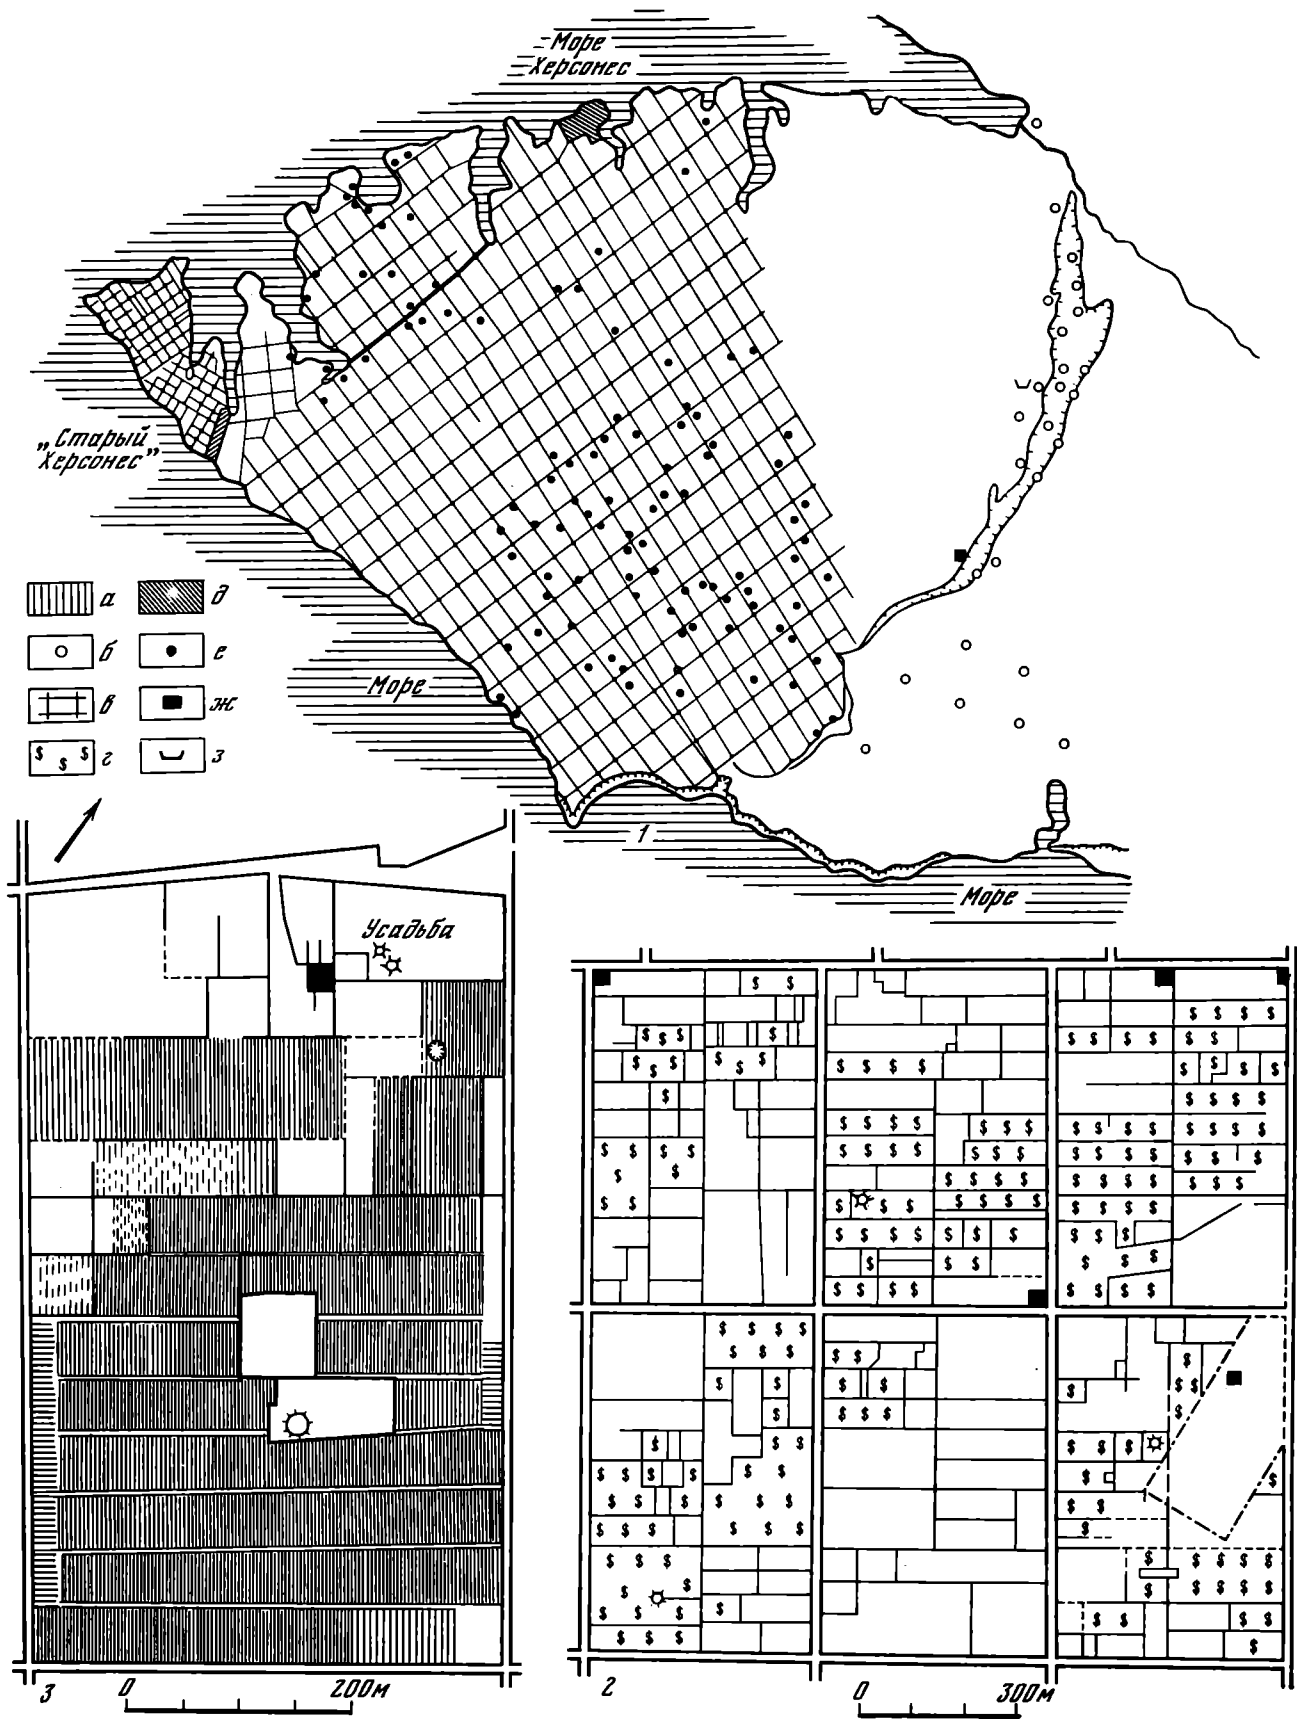 Море
Херсонес
„Старый
Херсонес”
а
д
б
е
в
ж
г
з
Море
1
Море
Усадьба
3
0
200м
2
0
300м